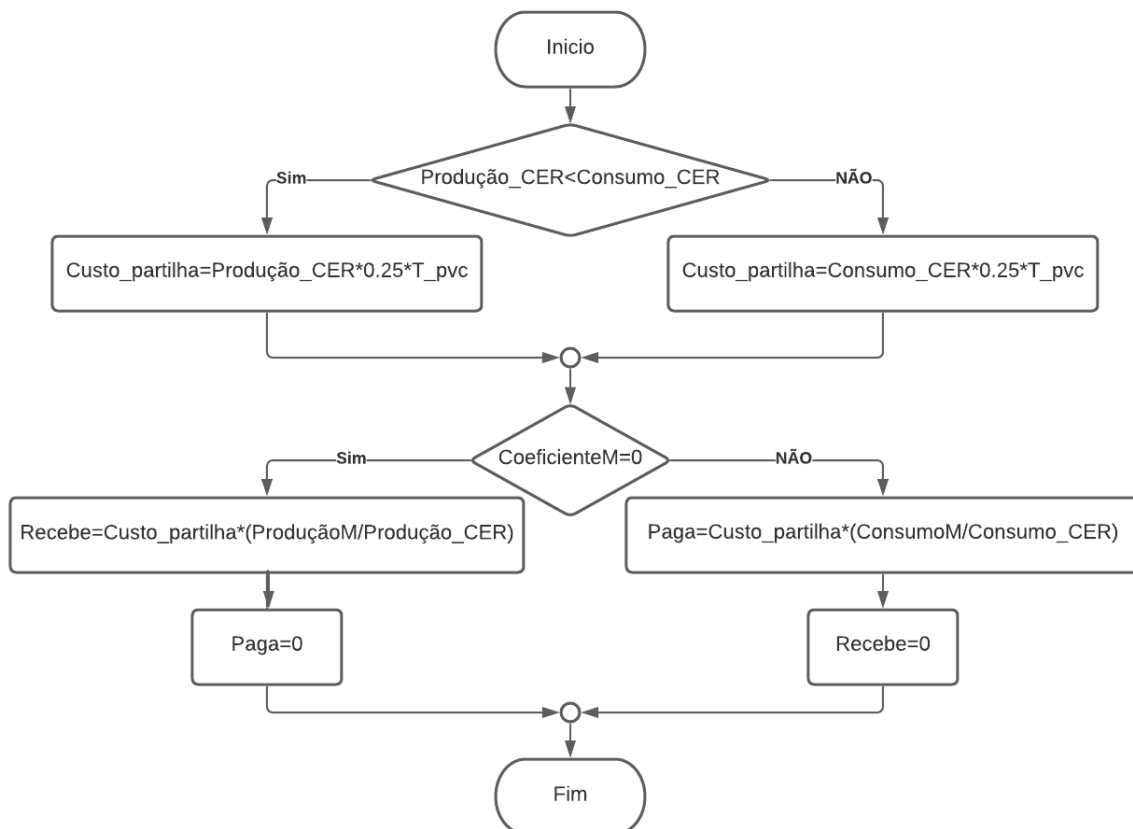 Inicio
Produção_CER<Consumo_CER
Sim
NÃO
Custo_partilha=Produção_CER*0.25*T_pvc
Custo_partilha=Consumo_CER*0.25*T_pvc
CoeficienteM=0
Sim
NÃO
Recebe=Custo_partilha*(ProduçãoM/Produção_CER)
Paga=Custo_partilha*(ConsumoM/Consumo_CER)
Paga=0
Recebe=0
Fim